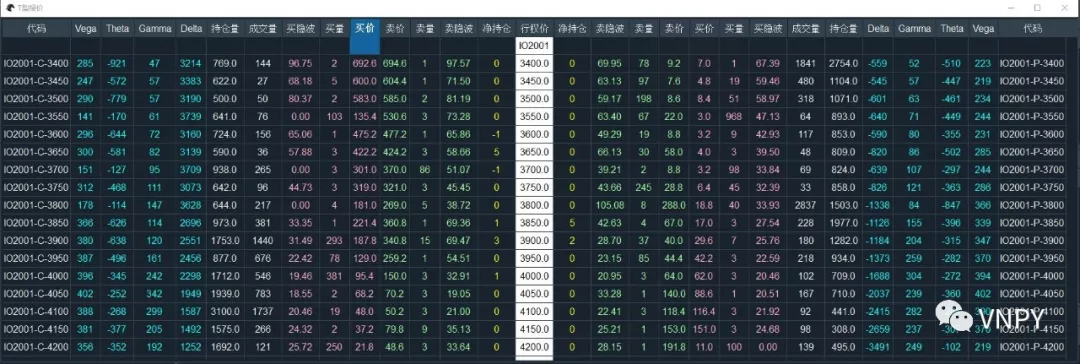 T型报价
代码 Vega Theta Gamma Delta 持仓量 成交量 买隐波 买量 买价 卖价 卖量 卖隐波 净持仓 行权价 净持仓 卖隐波 卖量 卖价 买价 买量 买隐波 成交量 持仓量 Delta Gamma Theta Vega 代码
IO2001
IO2001-C-3400 285 -921 47 3214 769.0 144 96.75 2 692.6 694.6 1 97.57 0 3400.0 0 69.95 78 9.2 7.0 1 67.39 1841 2754.0 -559 52 -510 223 IO2001-P-3400
IO2001-C-3450 247 -572 57 3383 622.0 27 68.18 5 600.0 604.4 1 71.50 0 3450.0 0 63.13 97 7.6 4.8 19 59.46 480 1104.0 -545 57 -447 219 IO2001-P-3450
IO2001-C-3500 290 -779 57 3190 500.0 50 80.37 2 583.0 585.0 2 81.19 0 3500.0 0 59.17 198 8.6 8.4 51 58.97 318 1071.0 -601 63 -461 234 IO2001-P-3500
IO2001-C-3550 141 -170 61 3739 641.0 76 0.00 103 135.4 530.6 3 73.28 0 3550.0 0 63.40 67 22.0 3.0 968 47.13 64 893.0 -640 71 -449 244 IO2001-P-3550
IO2001-C-3600 296 -644 72 3160 724.0 156 65.06 1 475.2 477.2 1 65.86 -1 3600.0 0 49.29 19 8.8 3.2 9 42.93 117 853.0 -590 80 -355 231 IO2001-P-3600
IO2001-C-3650 300 -581 82 3139 590.0 36 57.88 3 422.2 424.2 3 58.66 5 3650.0 0 66.13 30 58.0 4.0 3 39.50 48 809.0 -820 86 -502 285 IO2001-P-3650
IO2001-C-3700 151 -127 95 3709 938.0 265 0.00 3 301.0 370.0 86 51.07 -1 3700.0 0 39.21 2 8.8 3.2 98 33.84 69 824.0 -639 107 -297 244 IO2001-P-3700
IO2001-C-3750 312 -468 111 3073 642.0 96 44.73 3 319.0 321.0 3 45.45 0 3750.0 0 43.66 245 28.8 6.4 45 32.39 33 858.0 -826 121 -363 286 IO2001-P-3750
IO2001-C-3800 178 -114 147 3628 644.0 217 0.00 4 181.0 269.0 5 38.72 0 3800.0 0 105.08 8 288.0 18.8 40 33.93 2837 1503.0 -1338 84 -847 366 IO2001-P-3800
IO2001-C-3850 366 -626 114 2696 973.0 381 33.35 1 221.4 360.8 1 69.36 1 3850.0 5 42.63 4 67.0 17.0 3 27.54 228 1977.0 -1126 155 -396 339 IO2001-P-3850
IO2001-C-3900 380 -638 120 2551 1753.0 1440 31.49 293 187.8 340.8 15 69.47 3 3900.0 2 28.70 37 40.0 29.6 7 25.76 180 1282.0 -1184 204 -315 347 IO2001-P-3900
IO2001-C-3950 387 -496 161 2456 877.0 676 22.42 78 129.0 259.2 1 54.51 0 3950.0 0 23.15 85 44.4 42.2 3 22.59 218 934.0 -1373 259 -282 370 IO2001-P-3950
IO2001-C-4000 396 -345 242 2298 1712.0 546 19.46 381 95.4 150.0 3 32.91 1 4000.0 0 20.95 3 64.0 62.0 3 20.46 102 709.0 -1688 304 -272 394 IO2001-P-4000
IO2001-C-4050 402 -252 342 1949 1939.0 783 18.55 2 68.2 70.2 3 19.05 0 4050.0 0 33.28 1 140.0 88.6 1 20.51 167 710.0 -2037 239 -360 402 IO2001-P-4050
IO2001-C-4100 388 -268 299 1587 3100.0 1737 20.46 19 48.0 50.2 3 21.00 0 4100.0 0 22.41 3 118.4 116.4 3 21.92 92 441.0 -2415 282 IO2001-P-4100
IO2001-C-4150 381 -377 205 1492 1575.0 266 24.32 2 37.2 79.8 9 35.13 0 4150.0 0 25.21 1 153.0 151.0 3 24.68 98 308.0 -2659 237 IO2001-P-4150
IO2001-C-4200 356 -352 192 1252 1692.0 121 25.72 250 21.8 48.6 3 33.64 0 4200.0 0 28.15 1 191.8 11.0 100 0.00 139 495.0 -3491 249 -102 219 IO2001-P-4200
VNPY